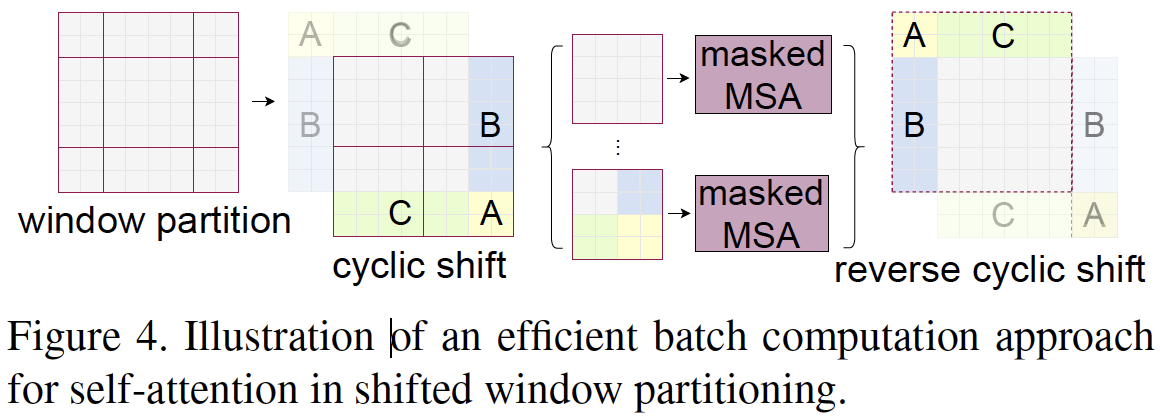 A C
B
B
C A
window partition
cyclic shift
masked
MSA
...
masked
MSA
A C
B
B
C A
reverse cyclic shift
Figure 4. Illustration of an efficient batch computation approach
for self-attention in shifted window partitioning.